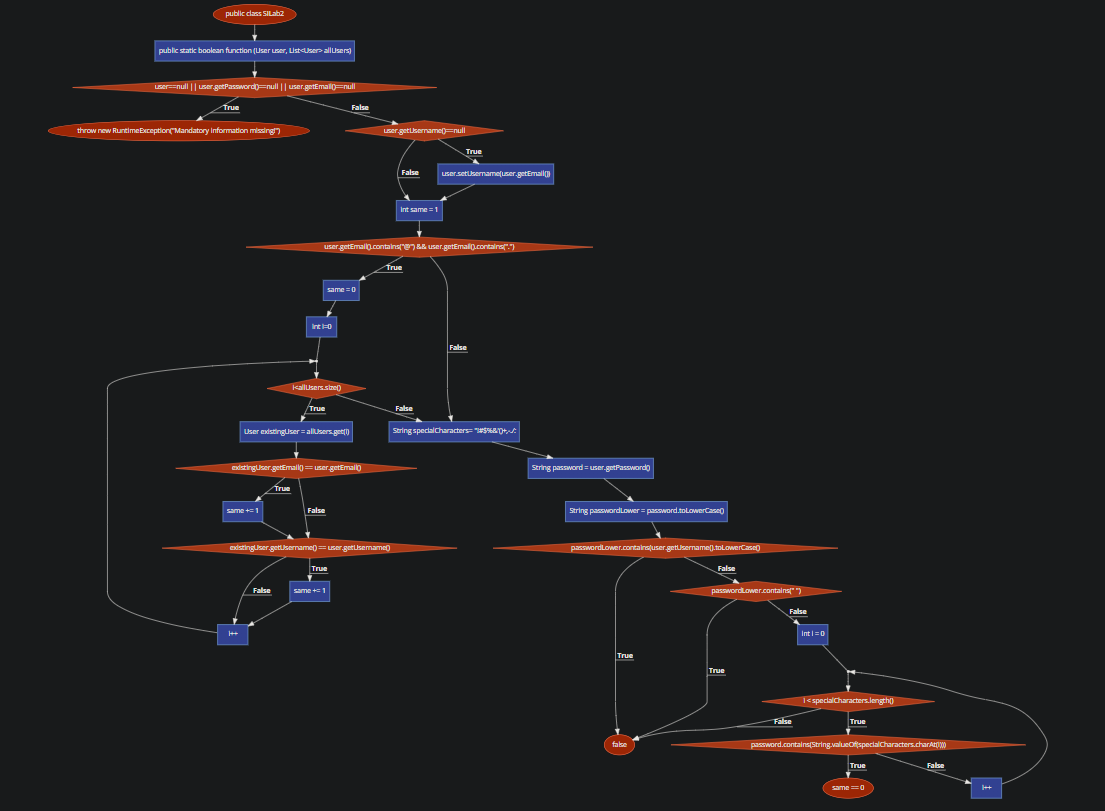 public class SILab2
public static boolean function (User user, List<User> allUsers)
user==null || user.getPassword()==null || user.getEmail()==null
True
False
throw new RuntimeException("Mandatory information missing!")
user.getUsername()==null
True
False
user.setUsername(user.getEmail())
int same = 1
user.getEmail().contains("@") && user.getEmail().contains(".")
True
same = 0
int i=0
False
i<allUsers.size()
True
False
User existingUser = allUsers.get(i)
String specialCharacters=
existingUser.getEmail() == user.getEmail()
String password = user.getPassword()
True
same += 1
False
String passwordLower = password.toLowerCase()
existingUser.getUsername() == user.getUsername()
passwordLower.contains(user.getUsername().toLowerCase()
True
False
False
same += 1
passwordLower.contains(" ")
False
i++
int i = 0
True
True
i < specialCharacters.length()
False
True
false
password.contains(String.valueOf(specialCharacters.charAt(i)))
True
False
same == 0
i++